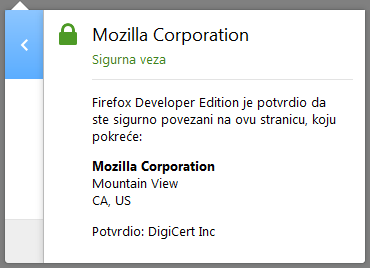 Mozilla Corporation
Sigurna veza
Firefox Developer Edition je potvrdio da
ste sigurno povezani na ovu stranicu, koju
pokreće:
Mozilla Corporation
Mountain View
CA, US
Potvrdio: DigiCert Inc